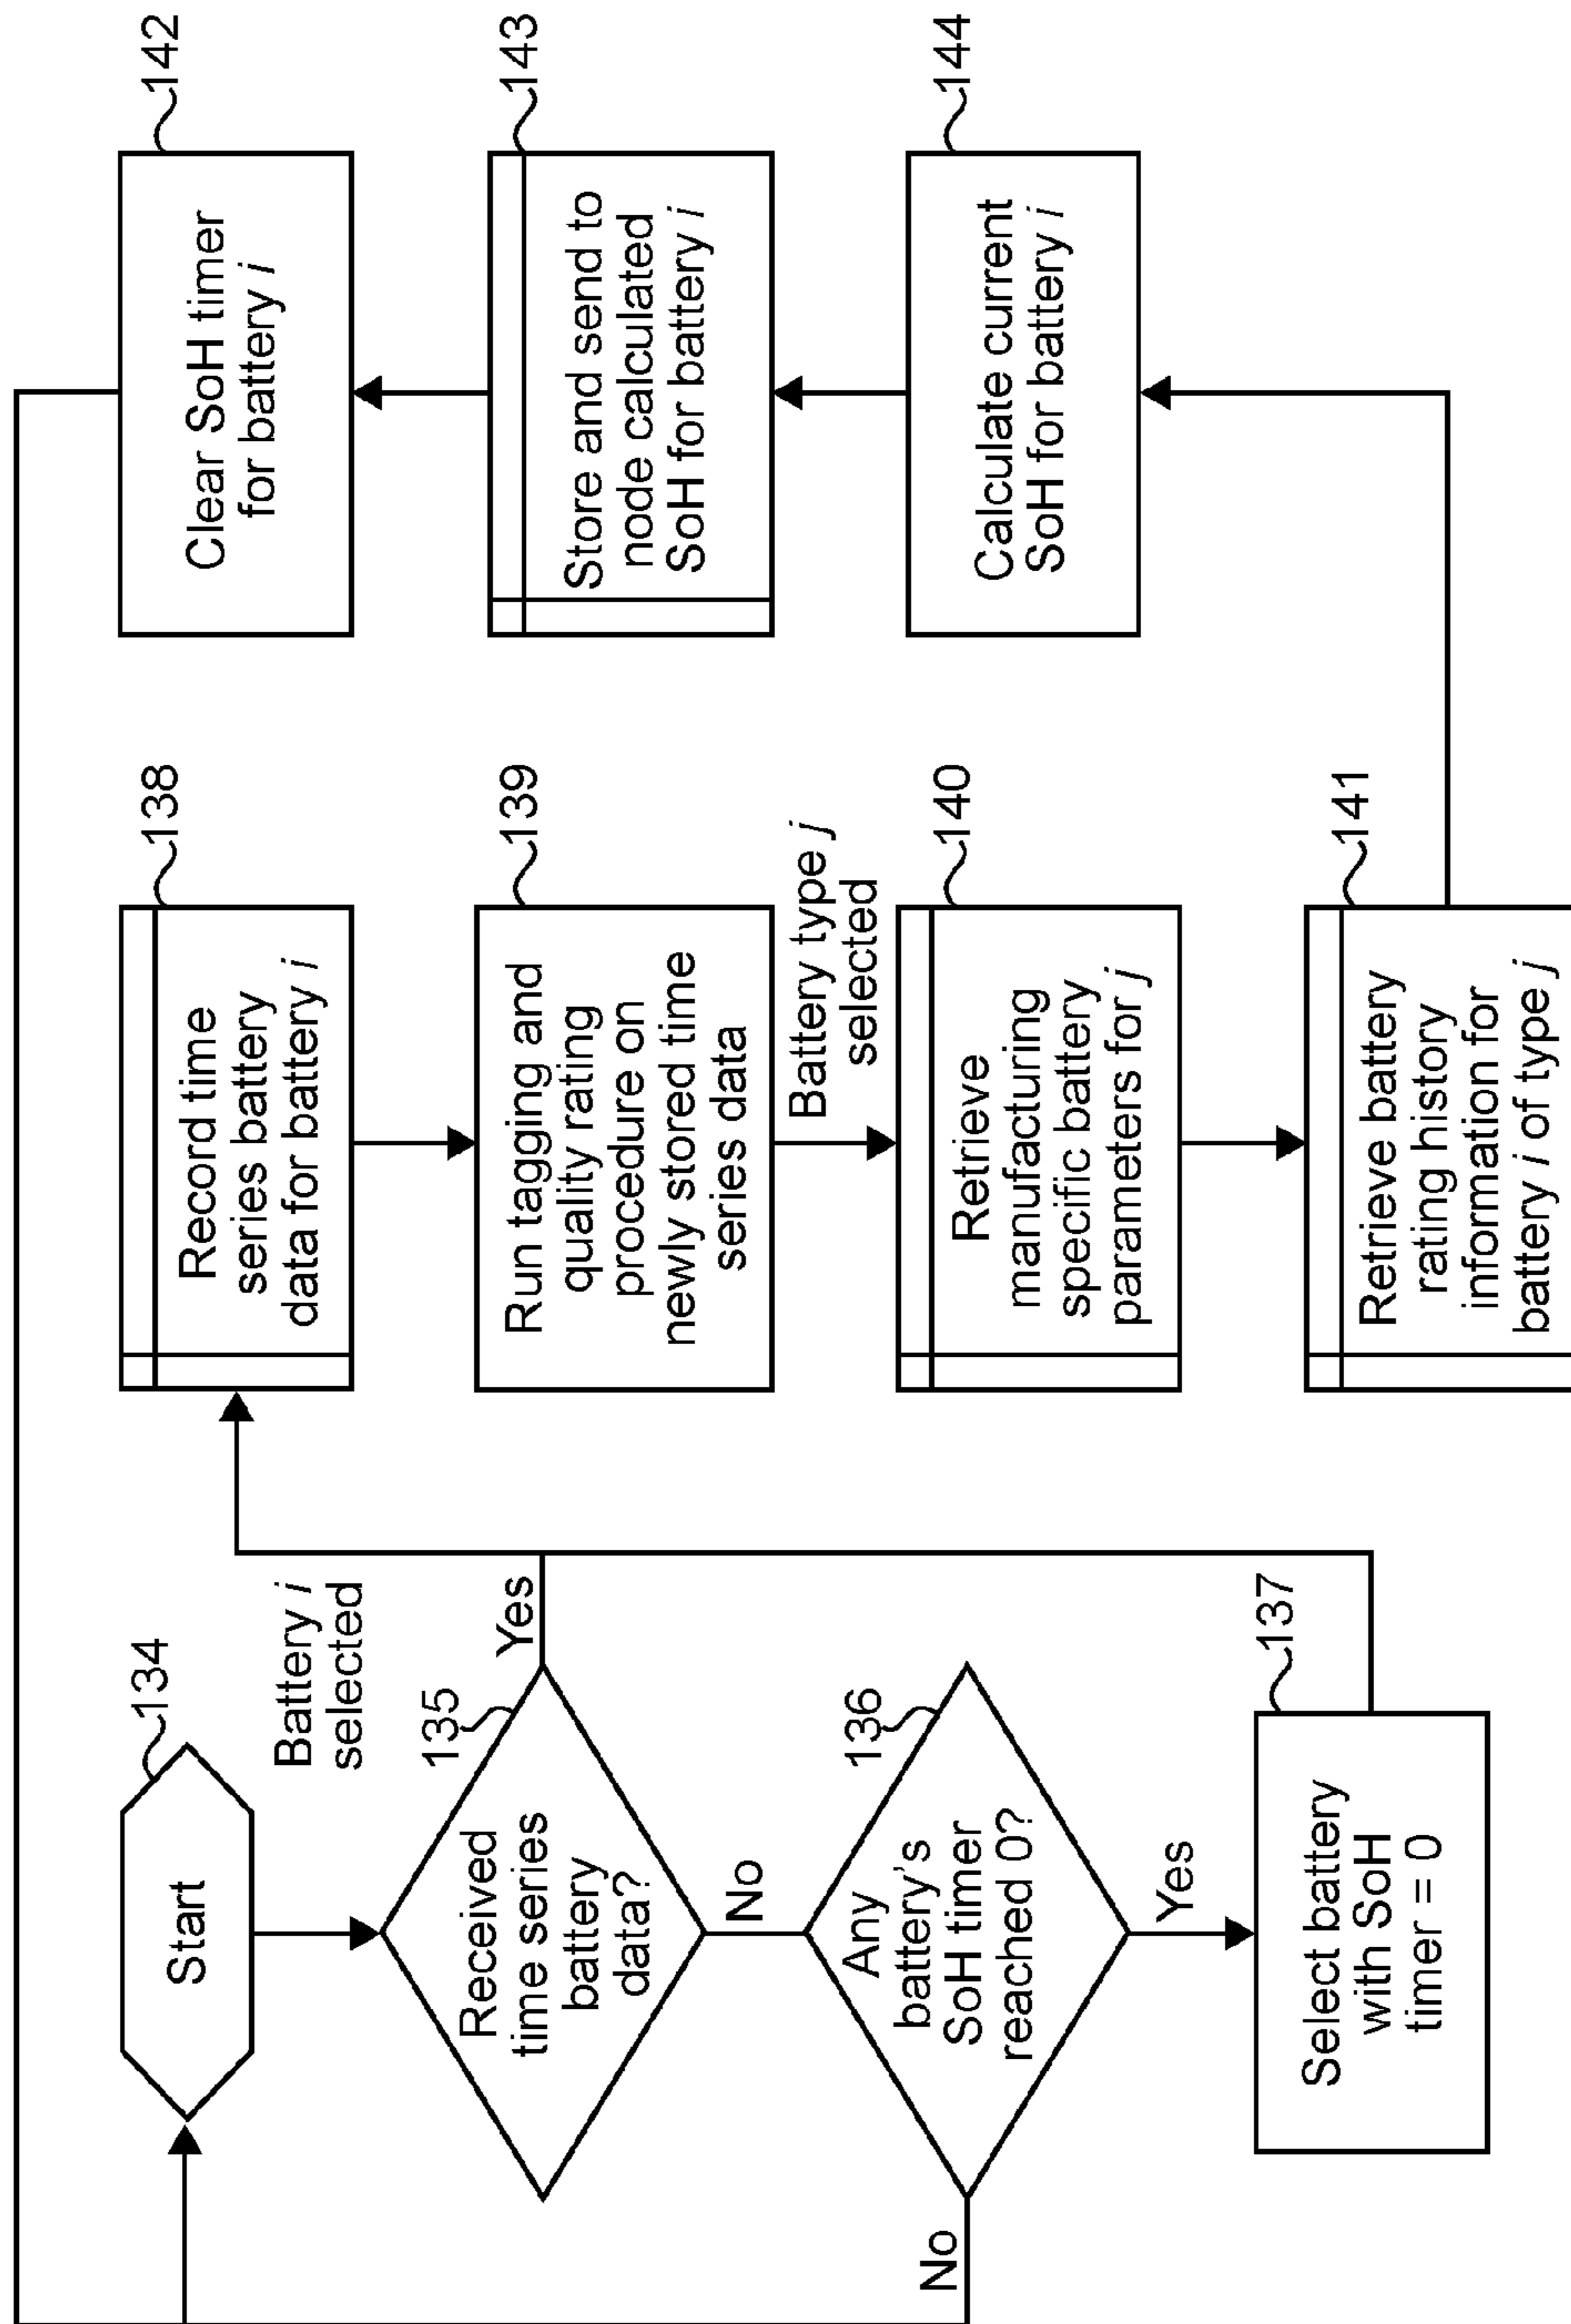 134
Start
Battery i
selected
135
Received
time series
battery
data?
Yes
No
136
Any
battery's
SoH timer
reached 0?
No
Yes
137
Select battery
with SoH
timer = 0
138
Record time
series battery
data for battery i
139
Run tagging and
quality rating
procedure on
newly stored time
series data
Battery type j
selected
140
Retrieve
manufacturing
specific battery
parameters for j
141
Retrieve battery
rating history
information for
battery i of type j
142
Clear SoH timer
for battery i
143
Store and send to
node calculated
SoH for battery i
144
Calculate current
SoH for battery i